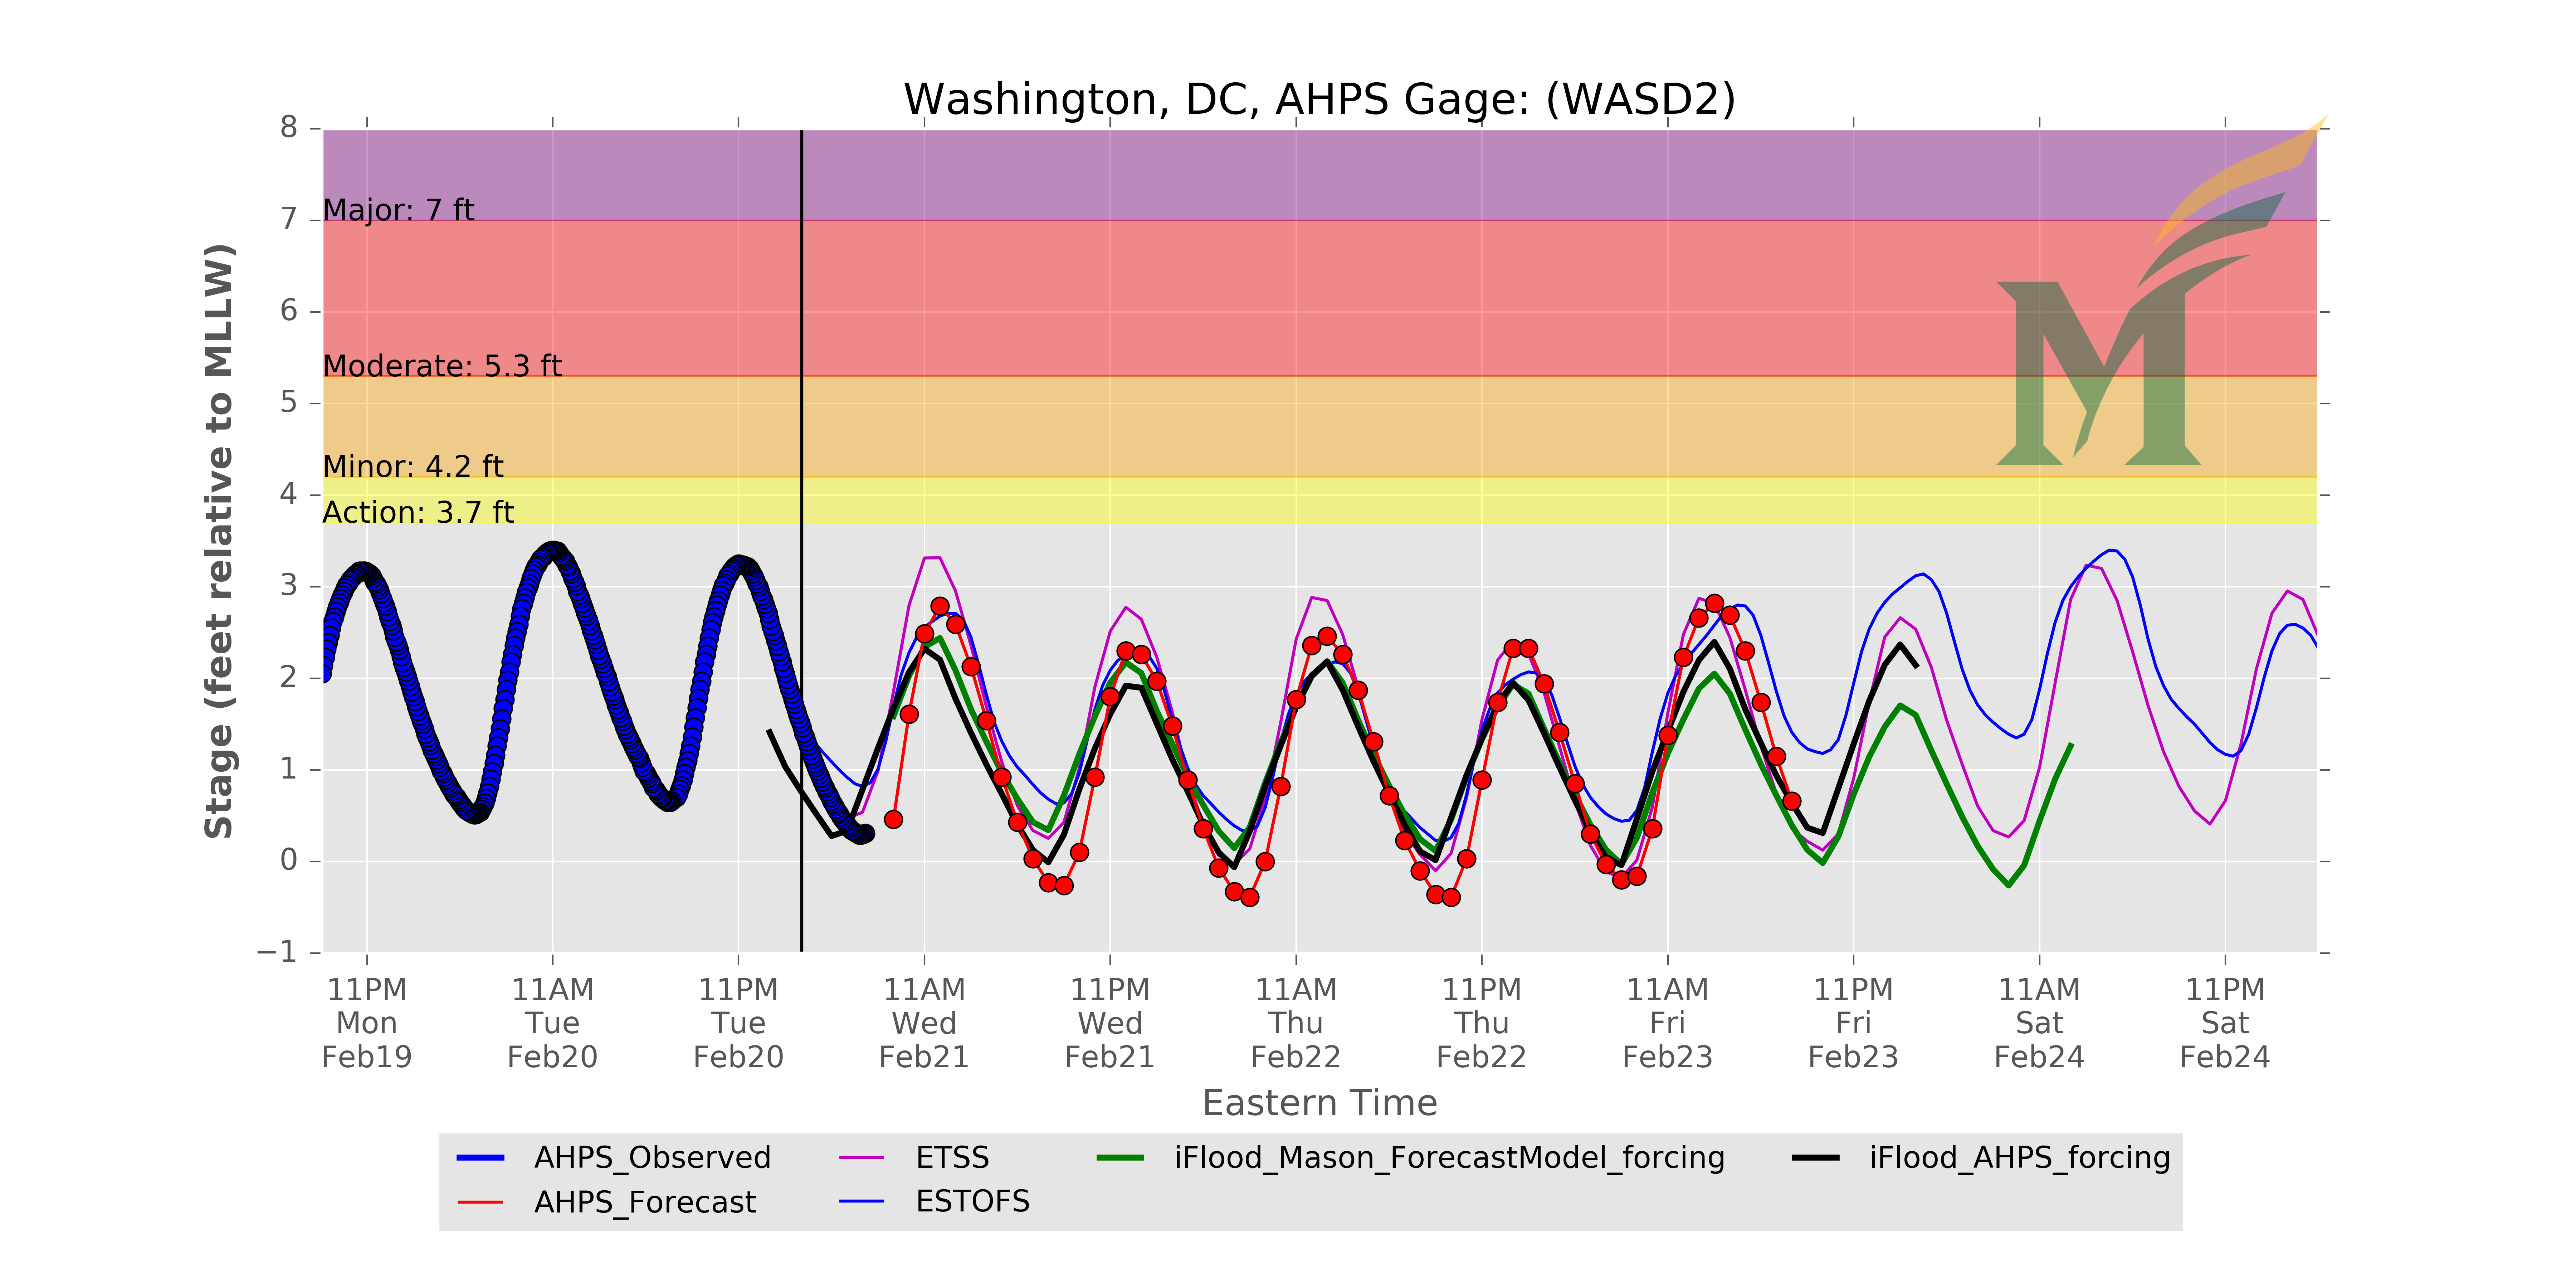 Washington, DC, AHPS Gage: (WASD2)
Stage (feet relative to MLLW)
8
7
6
5
4
3
2
1
0
−1
Major: 7 ft
Moderate: 5.3 ft
Minor: 4.2 ft
Action: 3.7 ft
M
11PM 11AM 11PM 11AM 11PM 11AM 11PM 11AM 11PM 11AM 11PM
Mon Tue Tue Wed Wed Thu Thu Fri Fri Sat Sat
Feb19 Feb20 Feb20 Feb21 Feb21 Feb22 Feb22 Feb23 Feb23 Feb24 Feb24
Eastern Time
AHPS_Observed ETSS iFlood_Mason_ForecastModel_forcing iFlood_AHPS_forcing
AHPS_Forecast ESTOFS